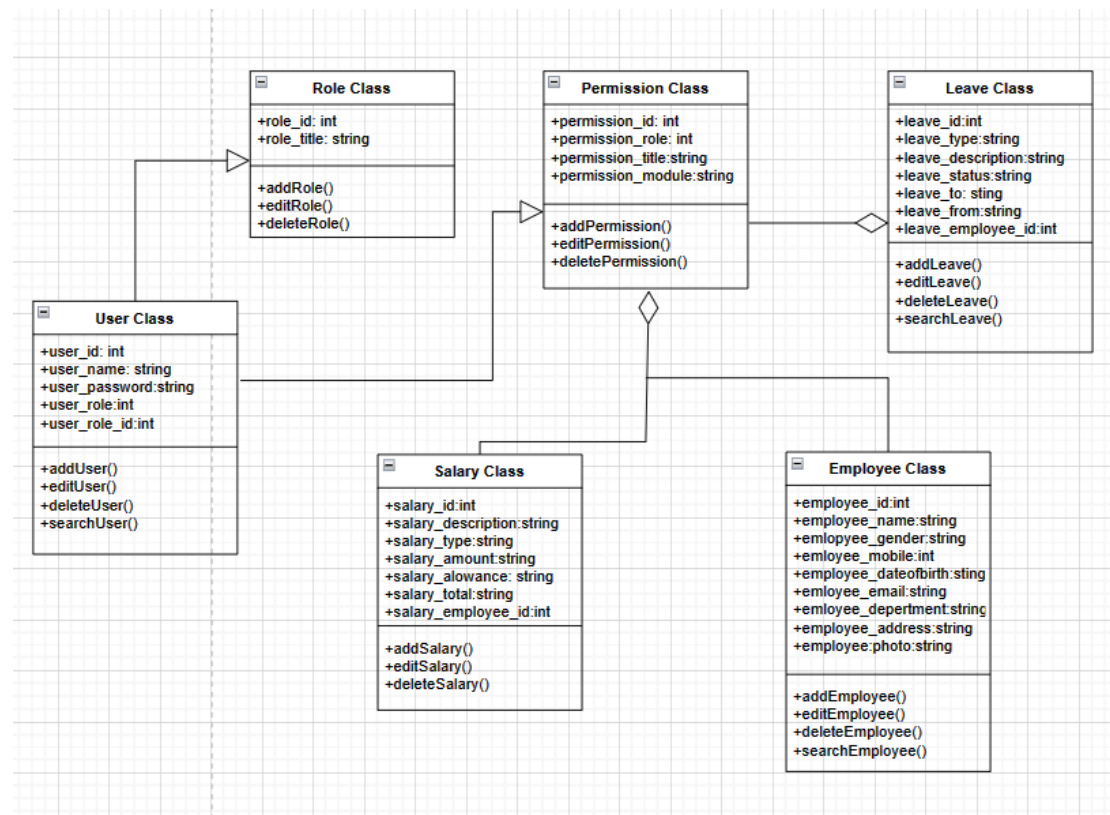 Role Class
+role_id: int
+role_title: string
+addRole()
+editRole()
+deleteRole()
Permission Class
+permission_id: int
+permission_role: int
+permission_title:string
+permission_module:string
+addPermission()
+editPermission()
+deletePermission()
Leave Class
+leave_id:int
+leave_type:string
+leave_description:string
+leave_status:string
+leave_to: sting
+leave_from:string
+leave_employee_id:int
+addLeave()
+editLeave()
+deleteLeave()
+searchLeave()
User Class
+user_id: int
+user_name: string
+user_password:string
+user_role:int
+user_role_id:int
+addUser()
+editUser()
+deleteUser()
+searchUser()
Salary Class
+salary_id:int
+salary_description:string
+salary_type:string
+salary_amount:string
+salary_alowance: string
+salary_total:string
+salary_employee_id:int
+addSalary()
+editSalary()
+deleteSalary()
Employee Class
+employee_id:int
+employee_name:string
+emlopyee_gender:string
+emloyee_mobile:int
+employee_dateofbirth:sting
+emloyee_email:string
+emloyee_depertment:string
+employee_address:string
+employee:photo:string
+addEmployee()
+editEmployee()
+deleteEmployee()
+searchEmployee()